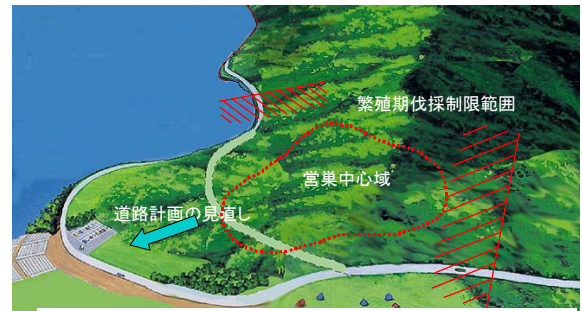 繁殖期伐採制限範囲
営巣中心域
道路計画の見直し